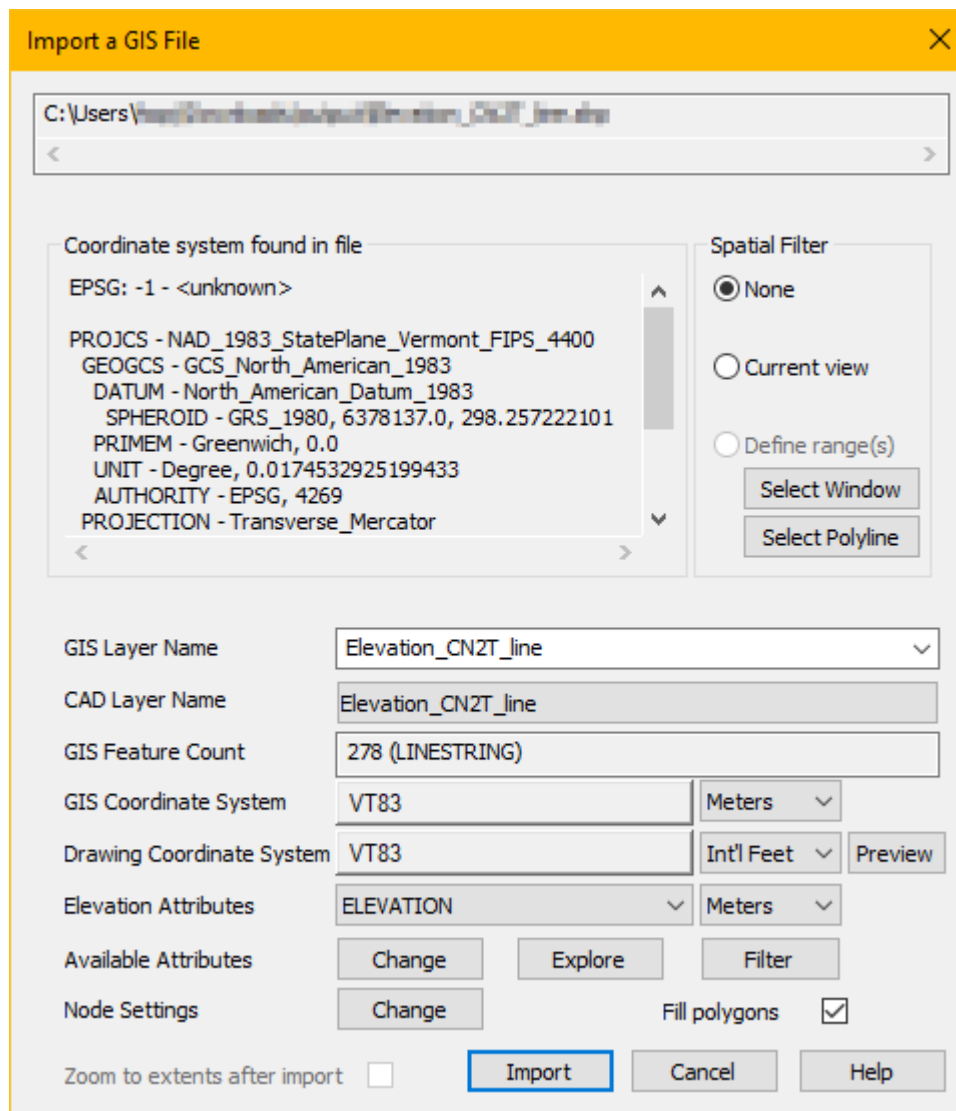 Import a GIS File
C:\Users\
Coordinate system found in file
EPSG: -1 - <unknown>
PROJCS - NAD_1983_StatePlane_Vermont_FIPS_4400
GEOGCS - GCS_North_American_1983
DATUM - North_American_Datum_1983
SPHEROID - GRS_1980, 6378137.0, 298.257222101
PRIMEM - Greenwich, 0.0
UNIT - Degree, 0.0174532925199433
AUTHORITY - EPSG, 4269
PROJECTION - Transverse_Mercator
Spatial Filter
None
Current view
Define range(s)
Select Window
Select Polyline
GIS Layer Name Elevation_CN2T_line
CAD Layer Name Elevation_CN2T_line
GIS Feature Count 278 (LINESTRING)
GIS Coordinate System VT83 Meters
Drawing Coordinate System VT83 Int'l Feet Preview
Elevation Attributes ELEVATION Meters
Available Attributes Change Explore Filter
Node Settings Change Fill polygons
Zoom to extents after import Import Cancel Help